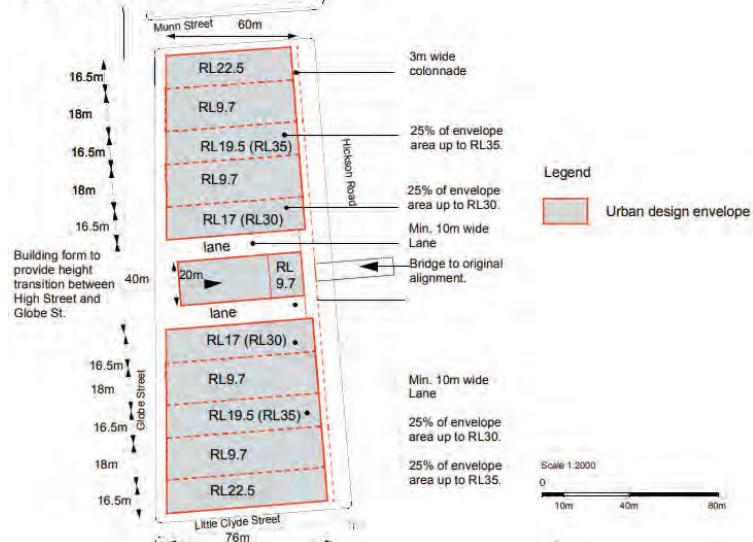 Munn Street
60m
16.5m
18m
16.5m
18m
16.5m
RL22.5
RL9.7
RL19.5 (RL35)
RL9.7
RL17 (RL30)
lane
3m wide
colonnade
25% of envelope
area up to RL35.
25% of envelope
area up to RL30.
Min. 10m wide
Lane
Bridge to original
alignment.
Hickson Road
Legend
Urban design envelope
Building form to
provide height
transition between
High Street and
Globe St.
40m
20m
RL
9.7
lane
Globe Street
16.5m
18m
16.5m
18m
16.5m
RL17 (RL30)
RL9.7
RL19.5 (RL35)
RL9.7
RL22.5
Min. 10m wide
Lane
25% of envelope
area up to RL30.
25% of envelope
area up to RL35.
Little Clyde Street
76m
Scale 1:2000
0
10m 40m 80m